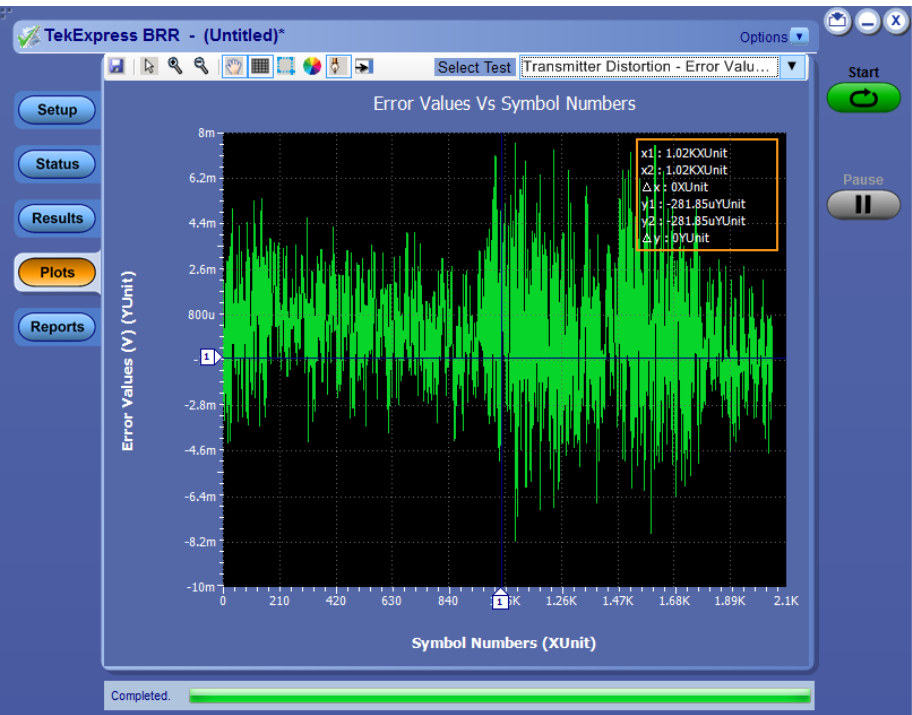 TekExpress BRR - (Untitled)*
Options
Select Test
Transmitter Distortion - Error Valu...
Start
Pause
Setup
Status
Results
Plots
Reports
Error Values Vs Symbol Numbers
x1 : 1.02KXUnit
x2 : 1.02KXUnit
Δ x : 0XUnit
y1 : -281.85uYUnit
y2 : -281.85uYUnit
Δ y : 0YUnit
Error Values (V) (YUnit)
8m
6.2m
4.4m
2.6m
800u
1
-2.8m
-4.6m
-6.4m
-8.2m
-10m
0 210 420 630 840 1 1.26K 1.47K 1.68K 1.89K 2.1K
Symbol Numbers (XUnit)
Completed.